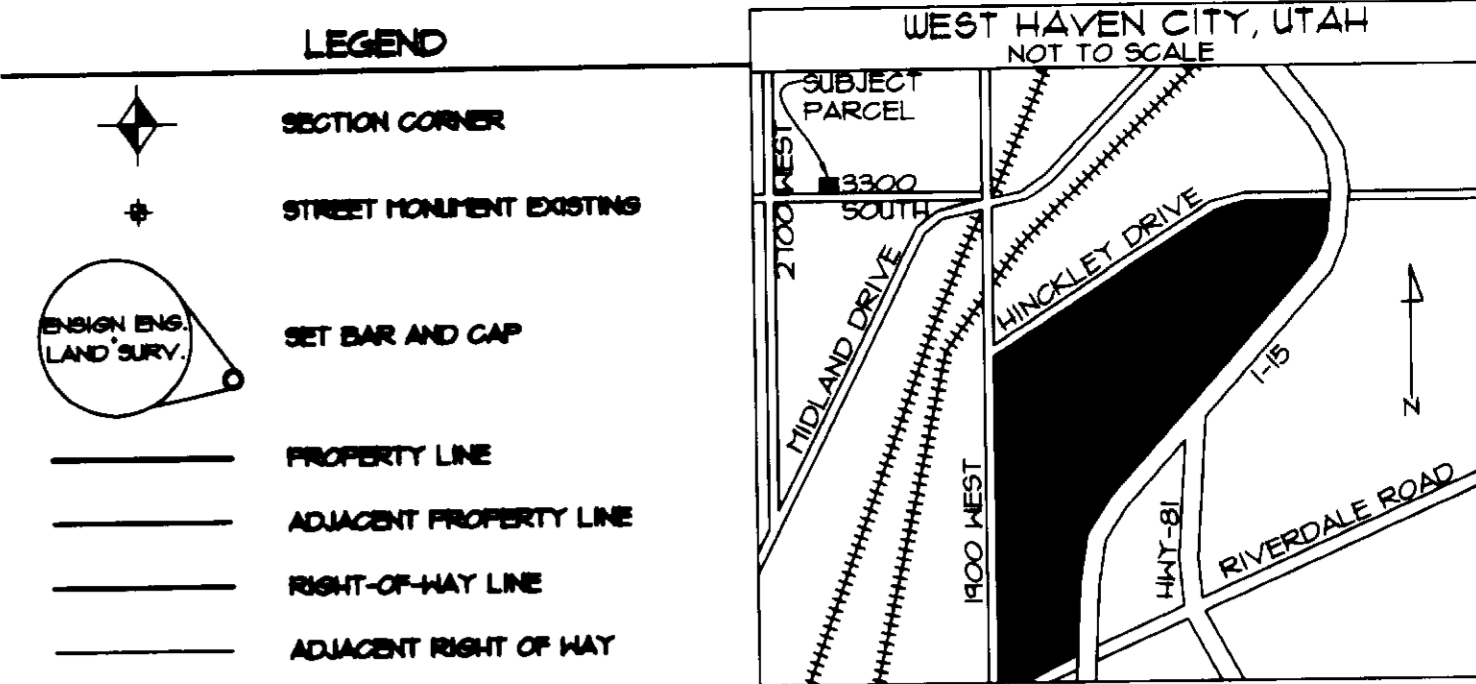 LEGEND
SECTION CORNER
STREET MONUMENT EXISTING
ENSIGN ENG.
LAND SURV.
SET BAR AND CAP
PROPERTY LINE
ADJACENT PROPERTY LINE
RIGHT-OF-WAY LINE
ADJACENT RIGHT OF WAY
WEST HAVEN CITY, UTAH
NOT TO SCALE
SUBJECT
PARCEL
2700 WEST
3300
SOUTH
MIDLAND DRIVE
HINCKLEY DRIVE
I-15
N
1900 WEST
HWY-81
RIVERDALE ROAD